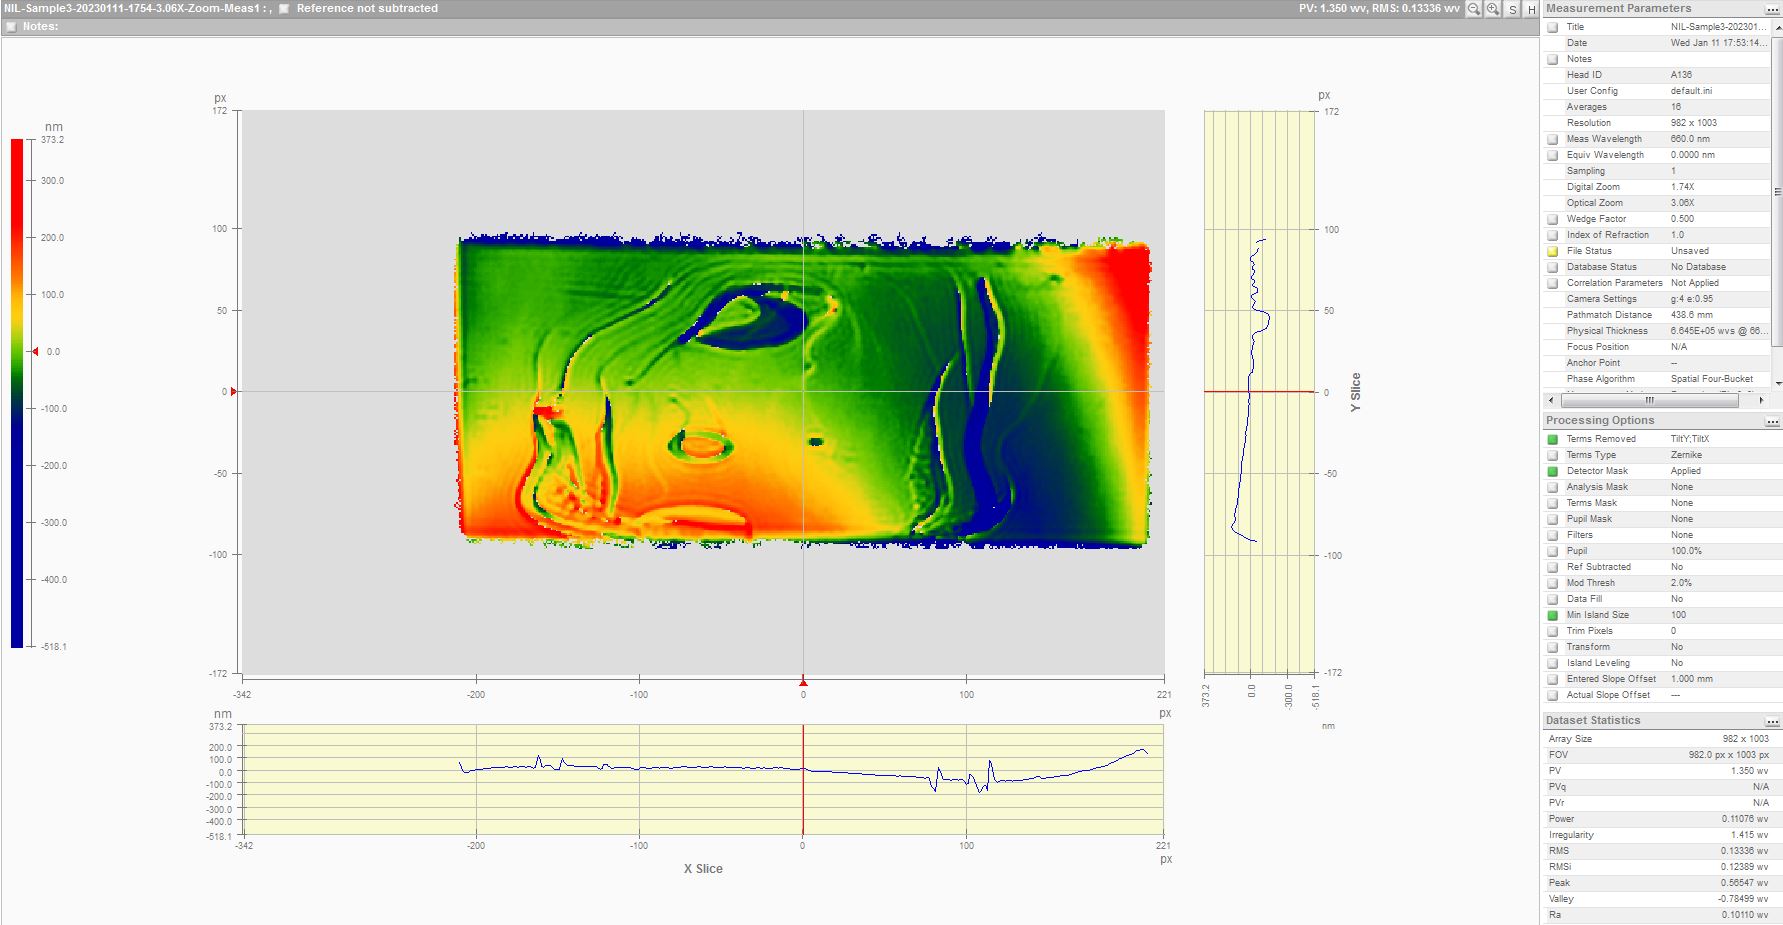 NIL-Sample3-20230111-1754-3.06X-Zoom-Meas1 : , Reference not subtracted PV: 1.350 wv, RMS: 0.13336 wv S H
Notes:
nm
373.2
300.0
200.0
100.0
0.0
-100.0
-200.0
-300.0
-400.0
-518.1
px
172
100
50
0
-50
-100
-172
-342 -200 -100 0 100 221
px
px
172
100
50
0
-50
-100
-172
Y Slice
373.2 0.0 -300.0 -518.1
nm
nm
373.2
200.0
100.0
0.0
-100.0
-200.0
-300.0
-400.0
-518.1
-342 -200 -100 0 100 221
px
X Slice
Measurement Parameters ...
Title NIL-Sample3-202301...
Date Wed Jan 11 17:53:14...
Notes
Head ID A136
User Config default.ini
Averages 16
Resolution 982 x 1003
Meas Wavelength 660.0 nm
Equiv Wavelength 0.0000 nm
Sampling 1
Digital Zoom 1.74X
Optical Zoom 3.06X
Wedge Factor 0.500
Index of Refraction 1.0
File Status Unsaved
Database Status No Database
Correlation Parameters Not Applied
Camera Settings g:4 e:0.95
Pathmatch Distance 438.6 mm
Physical Thickness 6.645E+05 wvs @ 66...
Focus Position N/A
Anchor Point --
Phase Algorithm Spatial Four-Bucket
Processing Options ...
Terms Removed TiltY;TiltX
Terms Type Zernike
Detector Mask Applied
Analysis Mask None
Terms Mask None
Pupil Mask None
Filters None
Pupil 100.0%
Ref Subtracted No
Mod Thresh 2.0%
Data Fill No
Min Island Size 100
Trim Pixels 0
Transform No
Island Leveling No
Entered Slope Offset 1.000 mm
Actual Slope Offset ---
Dataset Statistics ...
Array Size 982 x 1003
FOV 982.0 px x 1003 px
PV 1.350 wv
PVq N/A
PVr N/A
Power 0.11076 wv
Irregularity 1.415 wv
RMS 0.13336 wv
RMSi 0.12389 wv
Peak 0.56547 wv
Valley -0.78499 wv
Ra 0.10110 wv